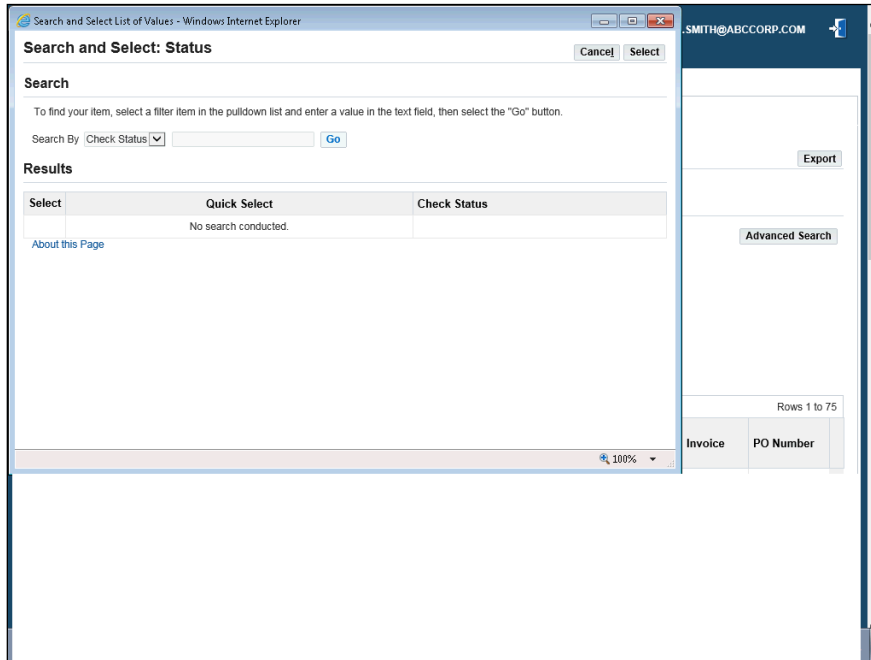 Search and Select List of Values - Windows Internet Explorer
.SMITH@ABCCORP.COM
Search and Select: Status
Cancel Select
Search
To find your item, select a filter item in the pulldown list and enter a value in the text field, then select the "Go" button.
Search By Check Status Go
Export
Results
Select Quick Select Check Status
No search conducted.
About this Page
Advanced Search
Rows 1 to 75
Invoice PO Number
100%